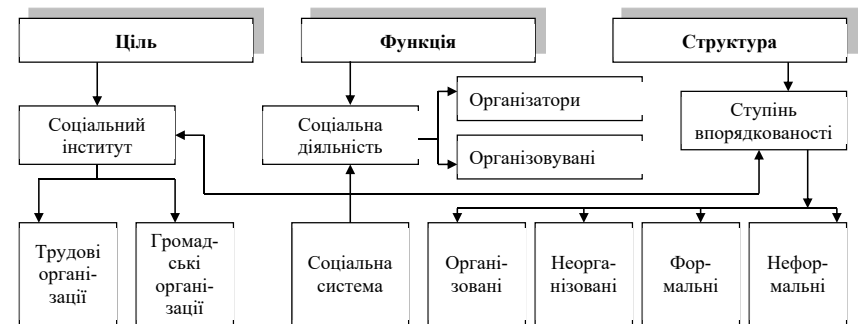 Ціль
Функція
Структура
Соціальний
інститут
Соціальна
діяльність
Організатори
Організовувані
Ступінь
впорядкованості
Трудові
органі-
зації
Громад-
ські
органі-
зації
Соціальна
система
Органі-
зовані
Неорга-
нізовані
Фор-
мальні
Нефор-
мальні